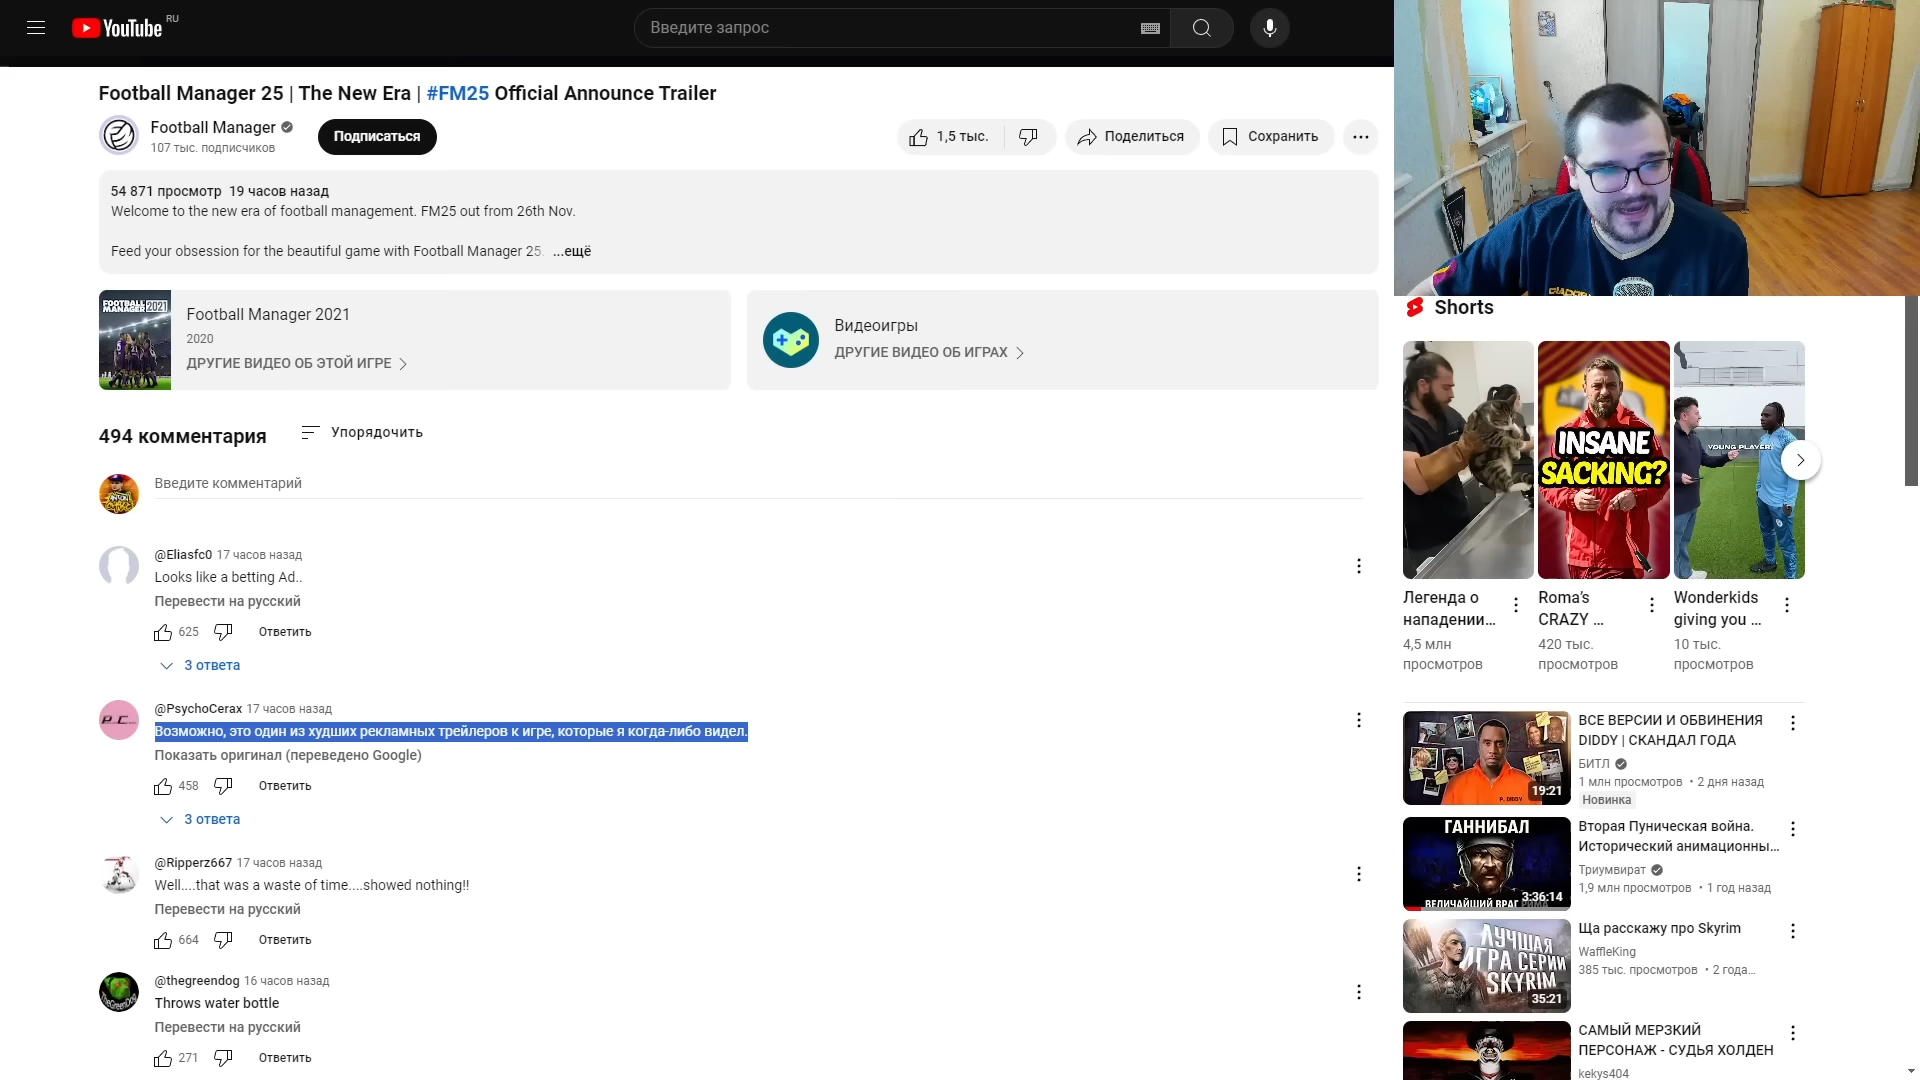 YouTube RU
Введите запрос
Football Manager 25 | The New Era | #FM25 Official Announce Trailer
Football Manager
107 тыс. подписчиков
Подписаться
1,5 тыс.
Поделиться
Сохранить
54 871 просмотр 19 часов назад
Welcome to the new era of football management. FM25 out from 26th Nov.
Feed your obsession for the beautiful game with Football Manager 25. ...ещё
FOOTBALL MANAGER 2021
Football Manager 2021
2020
ДРУГИЕ ВИДЕО ОБ ЭТОЙ ИГРЕ
Видеоигры
ДРУГИЕ ВИДЕО ОБ ИГРАХ
494 комментария
Упорядочить
Введите комментарий
@Eliasfc0 17 часов назад
Looks like a betting Ad..
Перевести на русский
625
Ответить
3 ответа
P.C.
@PsychoCerax 17 часов назад
Возможно, это один из худших рекламных трейлеров к игре, которые я когда-либо видел.
Показать оригинал (переведено Google)
458
Ответить
3 ответа
@Ripperz667 17 часов назад
Well....that was a waste of time....showed nothing!!
Перевести на русский
664
Ответить
@thegreendog 16 часов назад
Throws water bottle
Перевести на русский
271
Ответить
Shorts
INSANE
SACKING?
YOUNG PLAYER
Легенда о
нападении...
4,5 млн
просмотров
Roma's
CRAZY ...
420 тыс.
просмотров
Wonderkids
giving you ...
10 тыс.
просмотров
P. DIDDY
19:21
ВСЕ ВЕРСИИ И ОБВИНЕНИЯ
DIDDY | СКАНДАЛ ГОДА
БИТЛ
1 млн просмотров • 2 дня назад
Новинка
ГАННИБАЛ
ВЕЛИЧАЙШИЙ ВРАГ РИМА
3:36:14
Вторая Пуническая война.
Исторический анимационны...
Триумвират
1,9 млн просмотров • 1 год назад
ЛУЧШАЯ
ИГРА СЕРИИ
SKYRIM
35:21
Ща расскажу про Skyrim
WaffleKing
385 тыс. просмотров • 2 года...
САМЫЙ МЕРЗКИЙ
ПЕРСОНАЖ - СУДЬЯ ХОЛДЕН
kekys404